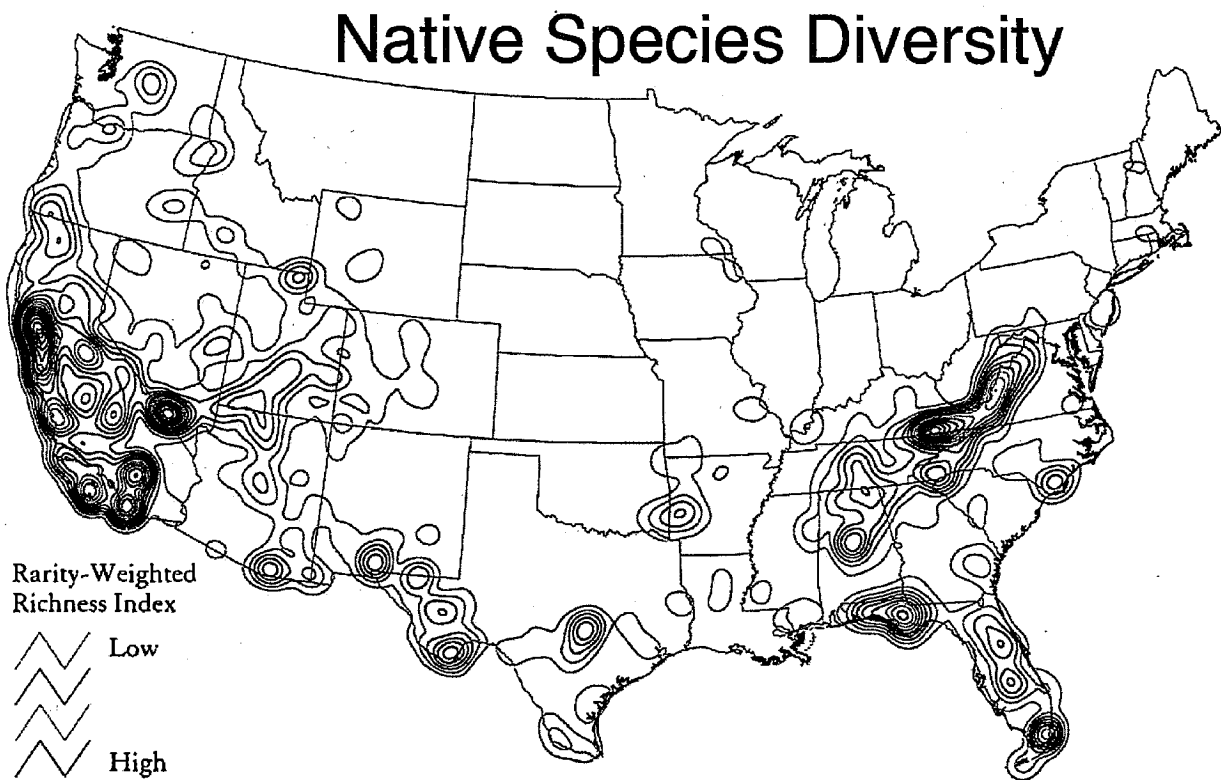 Native Species Diversity
Rarity-Weighted
Richness Index
Low
High